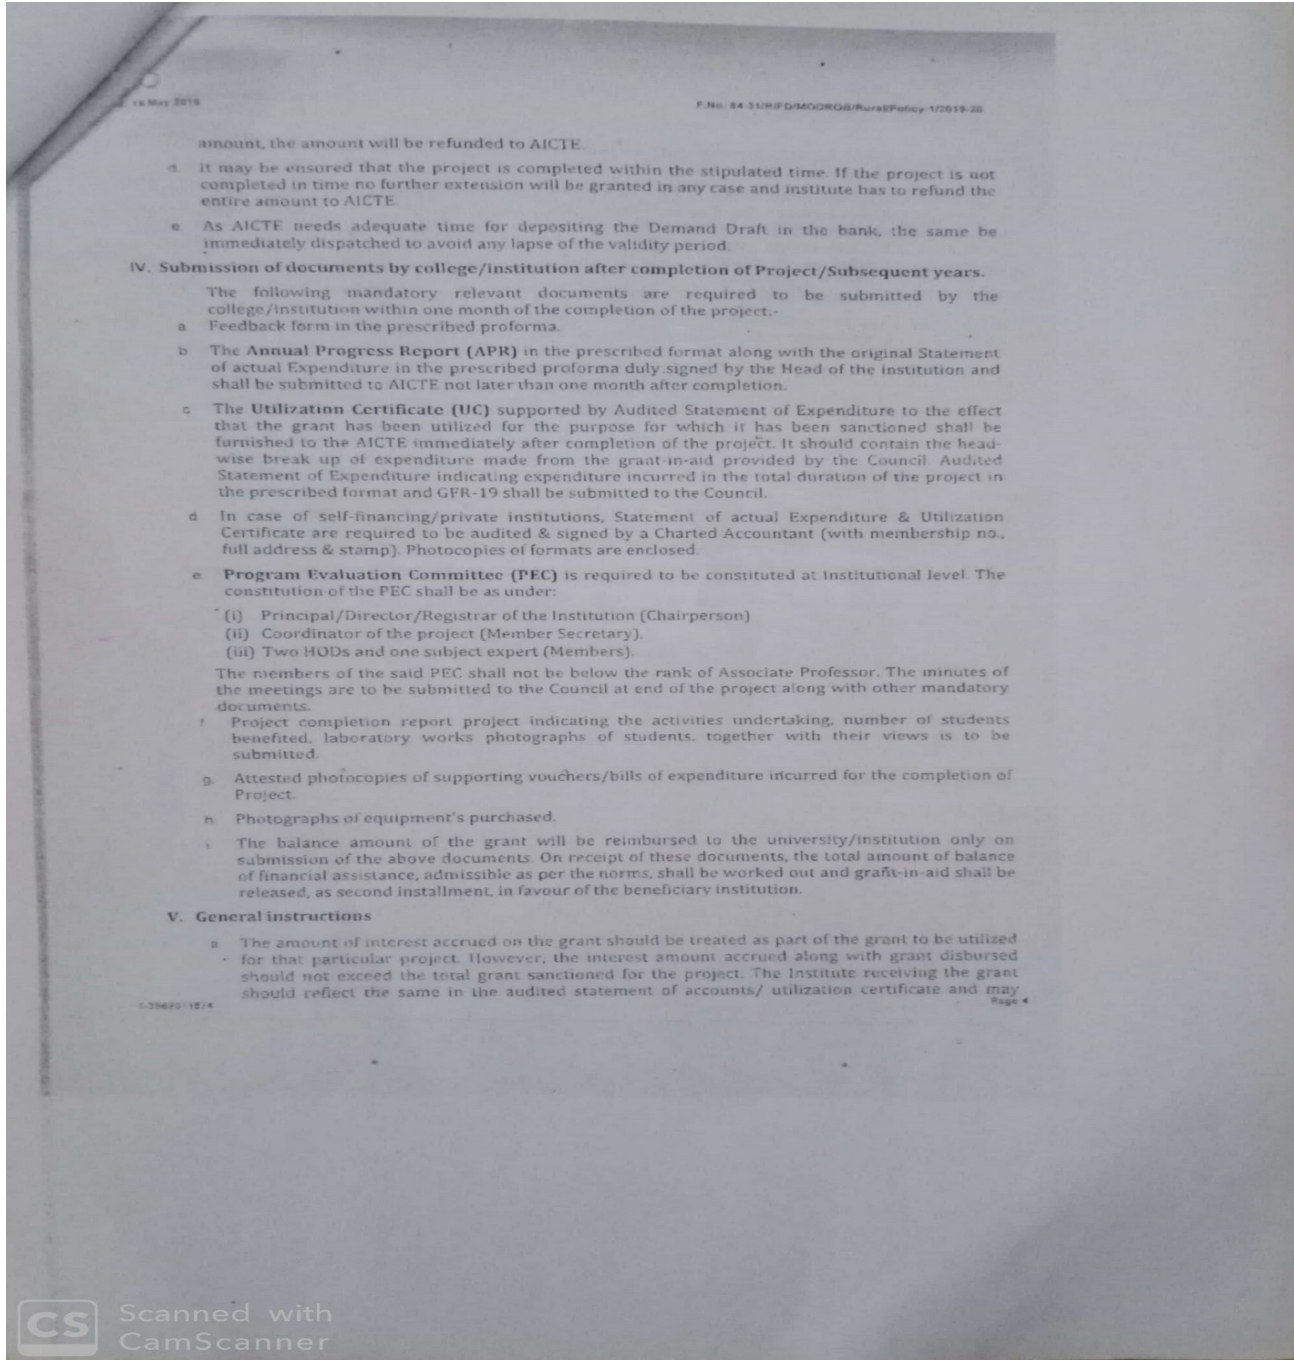 May 2019
F.No. 84-31/RIFD/MODROB/Rural/Policy-1/2019-20
amount, the amount will be refunded to AICTE.
d. It may be ensured that the project is completed within the stipulated time. If the project is not
completed in time no further extension will be granted in any case and institute has to refund the
entire amount to AICTE.
e. As AICTE needs adequate time for depositing the Demand Draft in the bank, the same be
immediately dispatched to avoid any lapse of the validity period.
IV. Submission of documents by college/institution after completion of Project/Subsequent years.
The following mandatory relevant documents are required to be submitted by the
college/institution within one month of the completion of the project:-
a Feedback form in the prescribed proforma.
b The Annual Progress Report (APR) in the prescribed format along with the original Statement
of actual Expenditure in the prescribed proforma duly signed by the Head of the institution and
shall be submitted to AICTE not later than one month after completion.
c The Utilization Certificate (UC) supported by Audited Statement of Expenditure to the effect
that the grant has been utilized for the purpose for which it has been sanctioned shall be
furnished to the AICTE immediately after completion of the project. It should contain the head-
wise break up of expenditure made from the grant-in-aid provided by the Council. Audited
Statement of Expenditure indicating expenditure incurred in the total duration of the project in
the prescribed format and GFR-19 shall be submitted to the Council.
d In case of self-financing/private institutions, Statement of actual Expenditure & Utilization
Certificate are required to be audited & signed by a Charted Accountant (with membership no.,
full address & stamp). Photocopies of formats are enclosed.
e Program Evaluation Committee (PEC) is required to be constituted at Institutional level. The
constitution of the PEC shall be as under:
(i) Principal/Director/Registrar of the Institution (Chairperson)
(ii) Coordinator of the project (Member Secretary).
(iii) Two HODs and one subject expert (Members).
The members of the said PEC shall not be below the rank of Associate Professor. The minutes of
the meetings are to be submitted to the Council at end of the project along with other mandatory
documents.
f. Project completion report project indicating the activities undertaking, number of students
benefited, laboratory works photographs of students, together with their views is to be
submitted.
g. Attested photocopies of supporting vouchers/bills of expenditure incurred for the completion of
Project.
h. Photographs of equipment's purchased.
i. The balance amount of the grant will be reimbursed to the university/institution only on
submission of the above documents. On receipt of these documents, the total amount of balance
of financial assistance, admissible as per the norms, shall be worked out and grant-in-aid shall be
released, as second installment, in favour of the beneficiary institution.
V. General instructions
a The amount of interest accrued on the grant should be treated as part of the grant to be utilized
for that particular project. However, the interest amount accrued along with grant disbursed
should not exceed the total grant sanctioned for the project. The Institute receiving the grant
should reflect the same in the audited statement of accounts/ utilization certificate and may
Page 4
CS Scanned with
CamScanner